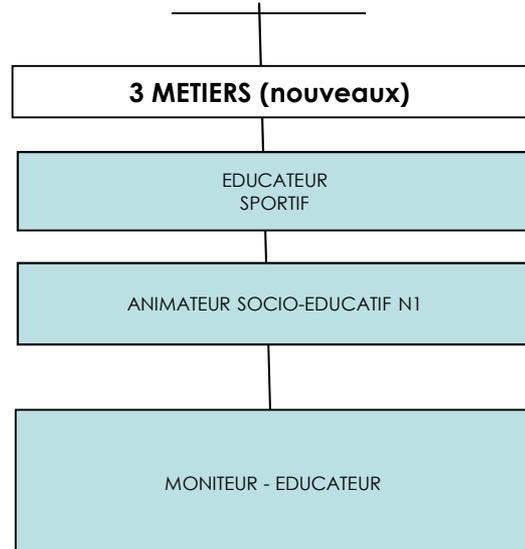 3 METIERS (nouveaux)
EDUCATEUR
SPORTIF
ANIMATEUR SOCIO-EDUCATIF N1
MONITEUR - EDUCATEUR